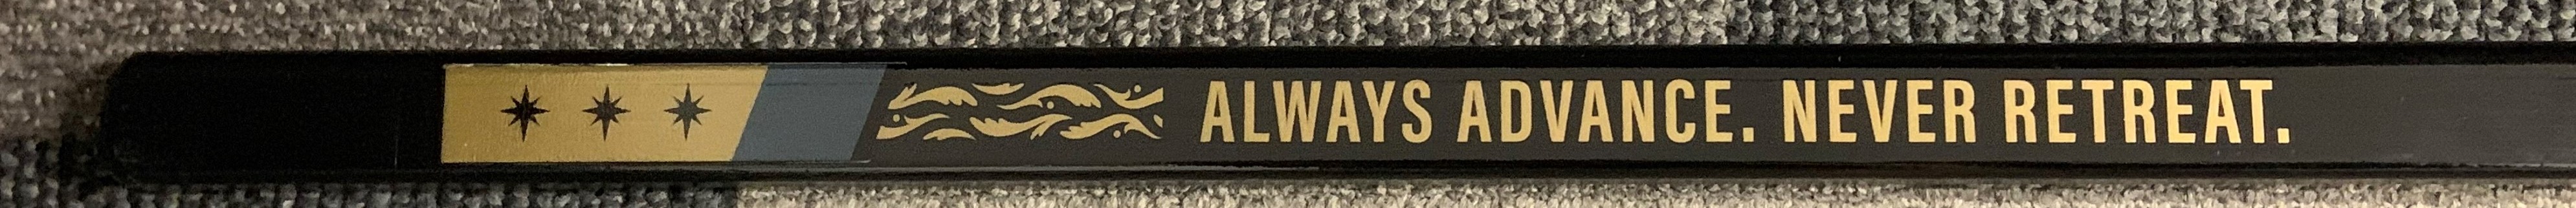 ALWAYS ADVANCE. NEVER RETREAT.